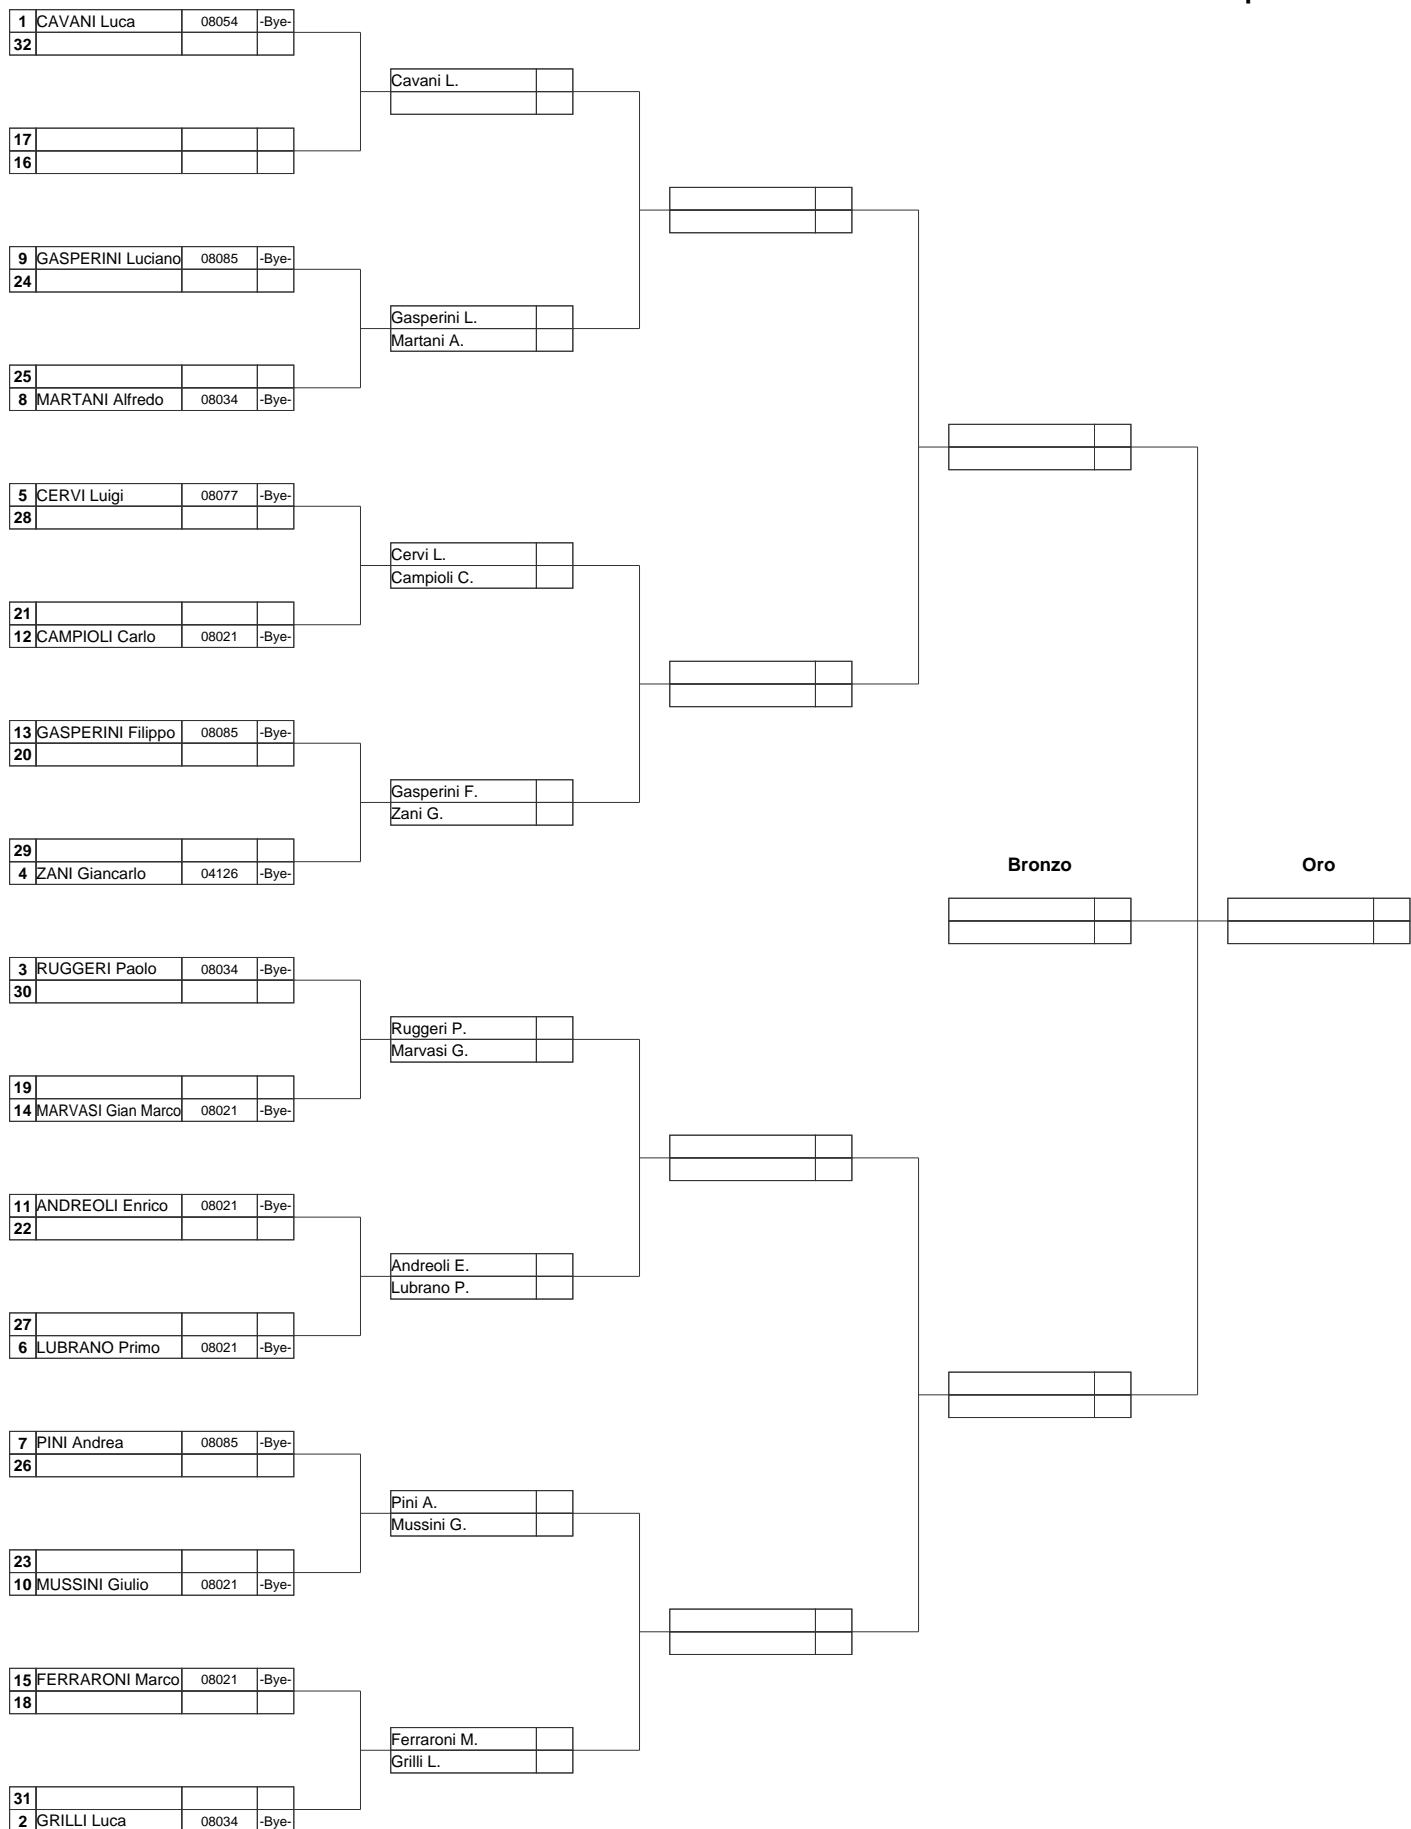 1 CAVANI Luca 08054 -Bye-
32
Cavani L.
17
16
9 GASPERINI Luciano 08085 -Bye-
24
Gasperini L.
Martani A.
25
8 MARTANI Alfredo 08034 -Bye-
5 CERVI Luigi 08077 -Bye-
28
Cervi L.
Campioli C.
21
12 CAMPIOLI Carlo 08021 -Bye-
13 GASPERINI Filippo 08085 -Bye-
20
Gasperini F.
Zani G.
29
4 ZANI Giancarlo 04126 -Bye-
Bronzo Oro
3 RUGGERI Paolo 08034 -Bye-
30
Ruggeri P.
Marvasi G.
19
14 MARVASI Gian Marco 08021 -Bye-
11 ANDREOLI Enrico 08021 -Bye-
22
Andreoli E.
Lubrano P.
27
6 LUBRANO Primo 08021 -Bye-
7 PINI Andrea 08085 -Bye-
26
Pini A.
Mussini G.
23
10 MUSSINI Giulio 08021 -Bye-
15 FERRARONI Marco 08021 -Bye-
18
Ferraroni M.
Grilli L.
31
2 GRILLI Luca 08034 -Bye-